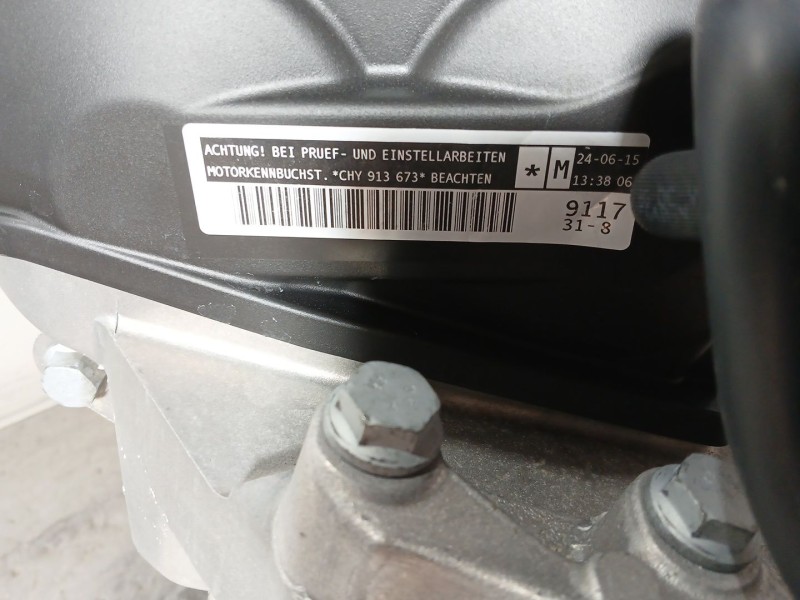 ACHTUNG! BEI PRUEF- UND EINSTELLARBEITEN
MOTORKENNBUCHST. *CHY 913 673* BEACHTEN
* M
24-06-15
13:38 06
9117
31-8